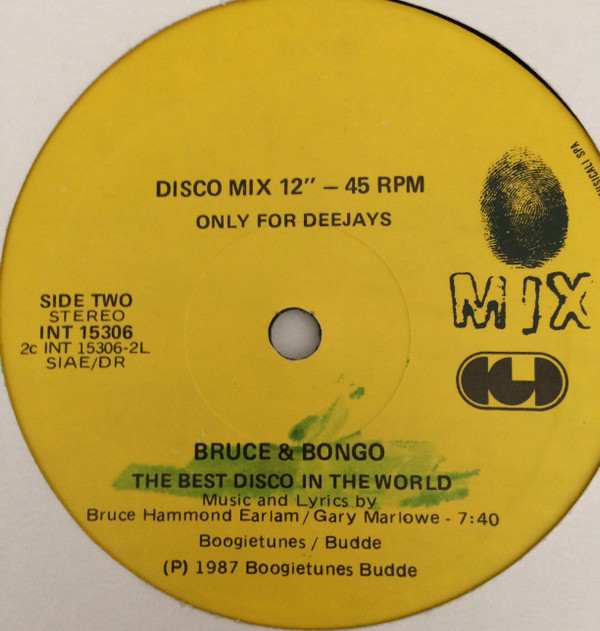 DISCO MIX 12" – 45 RPM
ONLY FOR DEEJAYS
MIX
SIDE TWO
STEREO
INT 15306
2c INT 15306-2L
SIAE/DR
BRUCE & BONGO
THE BEST DISCO IN THE WORLD
Music and Lyrics by
Bruce Hammond Earlam/Gary Marlowe - 7:40
Boogietunes / Budde
(P) 1987 Boogietunes Budde